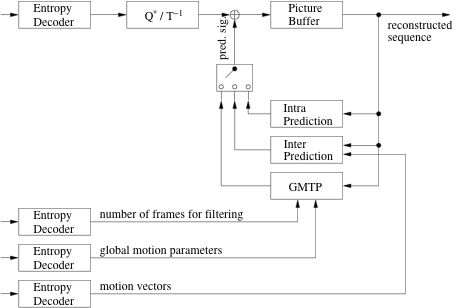 Entropy
Decoder
Q* / T⁻¹
Picture
Buffer
reconstructed
sequence
pred. sig.
Intra
Prediction
Inter
Prediction
GMTP
Entropy
Decoder
number of frames for filtering
Entropy
Decoder
global motion parameters
Entropy
Decoder
motion vectors